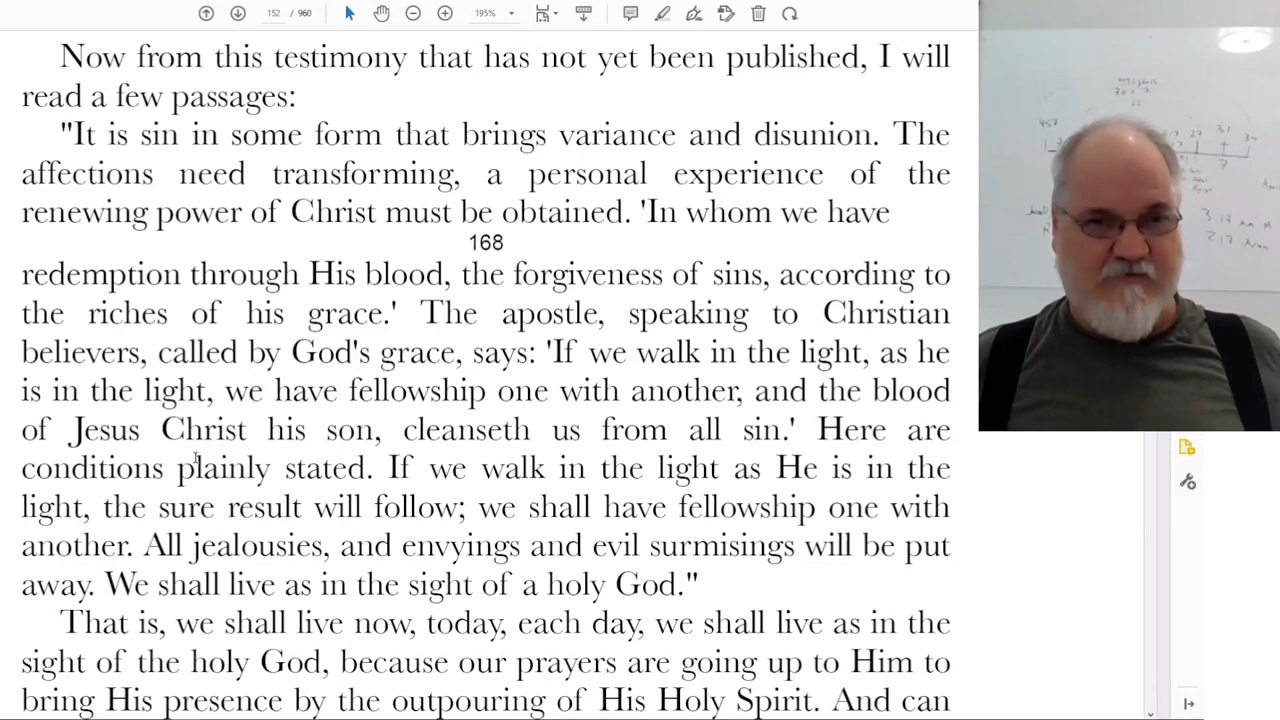 152 / 960
195%
Now from this testimony that has not yet been published, I will
read a few passages:
"It is sin in some form that brings variance and disunion. The
affections need transforming, a personal experience of the
renewing power of Christ must be obtained. 'In whom we have
168
redemption through His blood, the forgiveness of sins, according to
the riches of his grace.' The apostle, speaking to Christian
believers, called by God's grace, says: 'If we walk in the light, as he
is in the light, we have fellowship one with another, and the blood
of Jesus Christ his son, cleanseth us from all sin.' Here are
conditions plainly stated. If we walk in the light as He is in the
light, the sure result will follow; we shall have fellowship one with
another. All jealousies, and envyings and evil surmisings will be put
away. We shall live as in the sight of a holy God."
That is, we shall live now, today, each day, we shall live as in the
sight of the holy God, because our prayers are going up to Him to
bring His presence by the outpouring of His Holy Spirit. And can
457
3.17
2.17